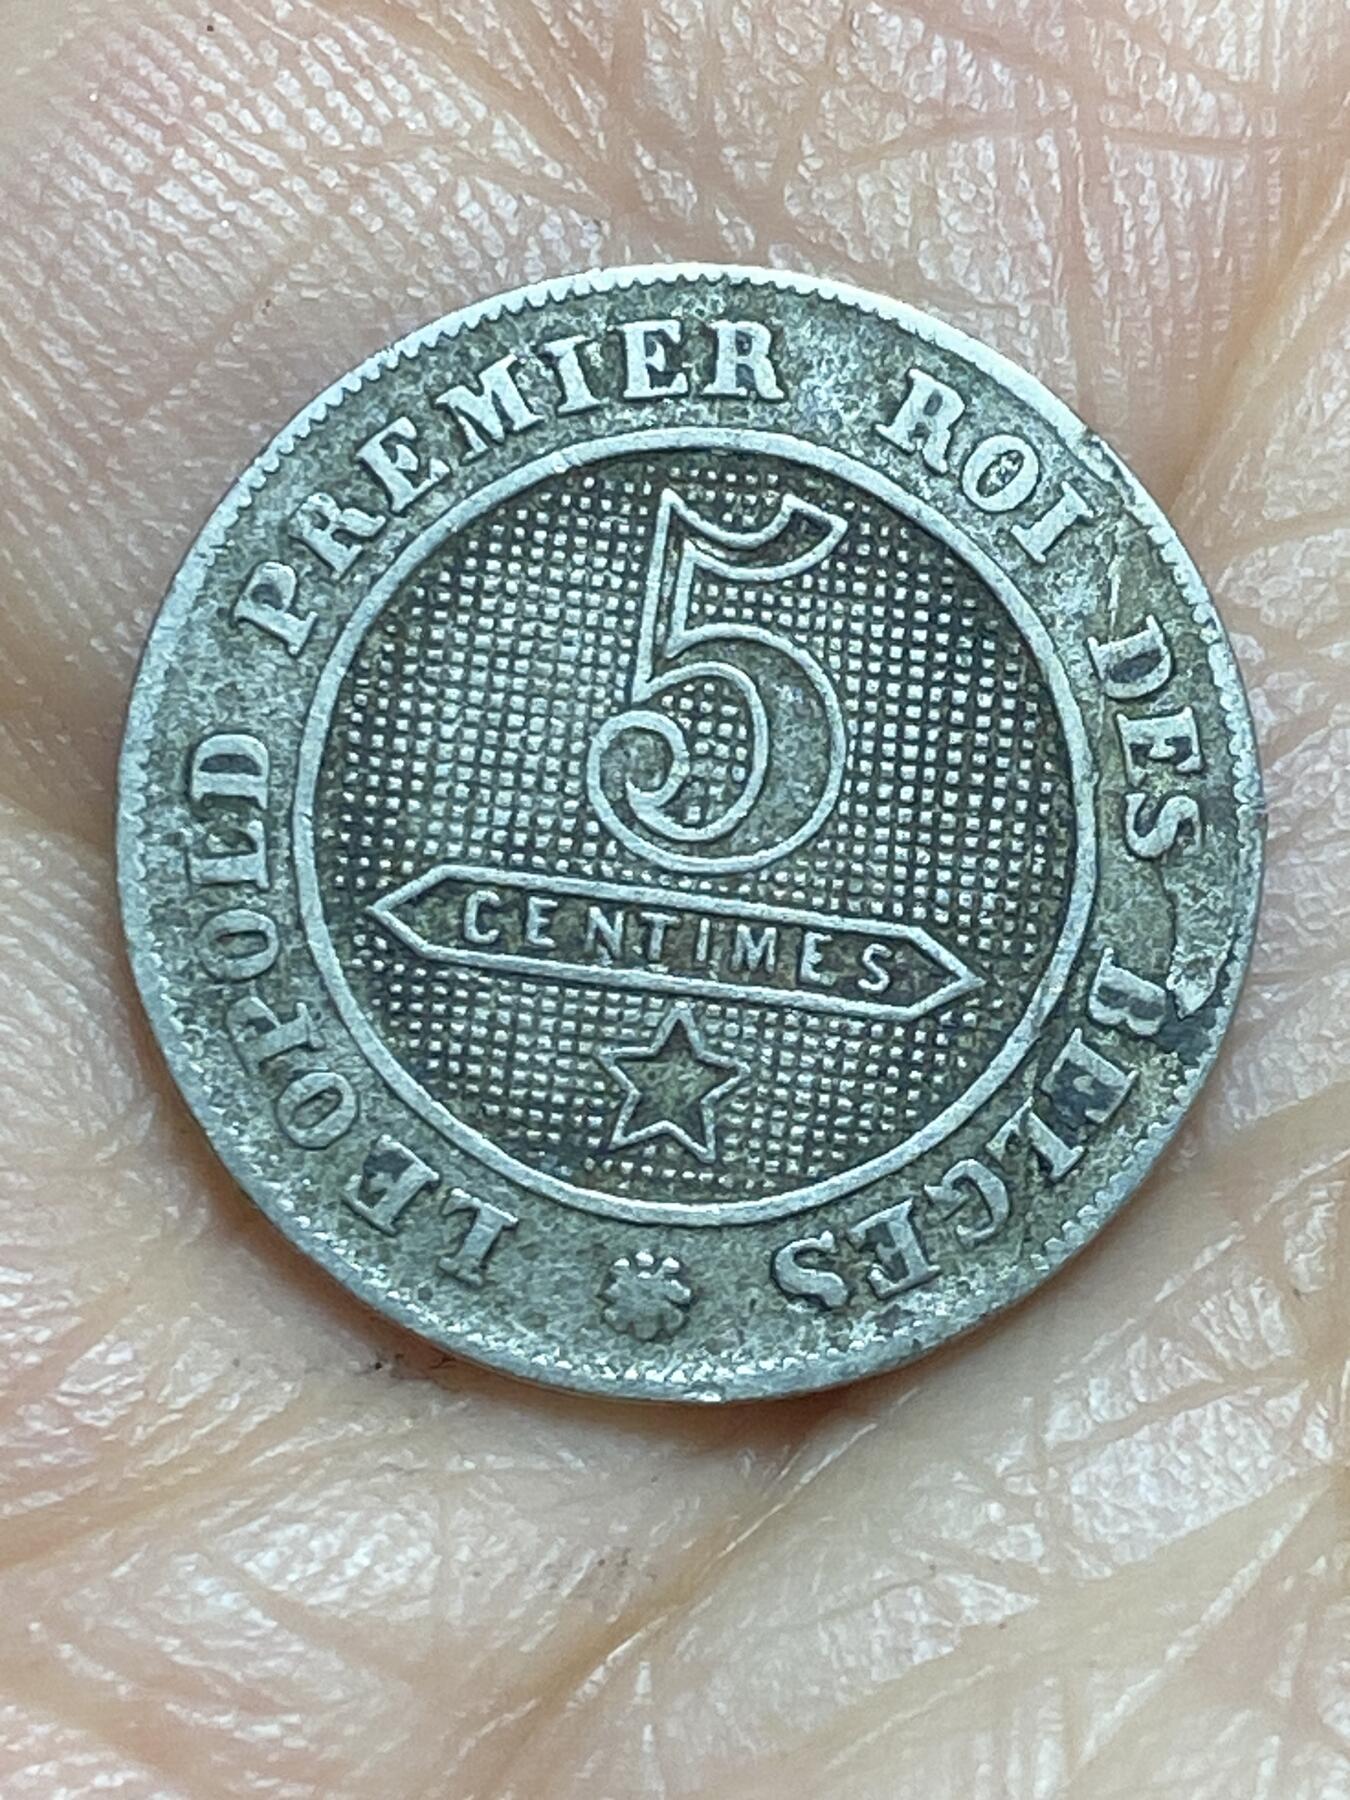 LEOPOLD PREMIER ROI DES BELGES
5
CENTIMES